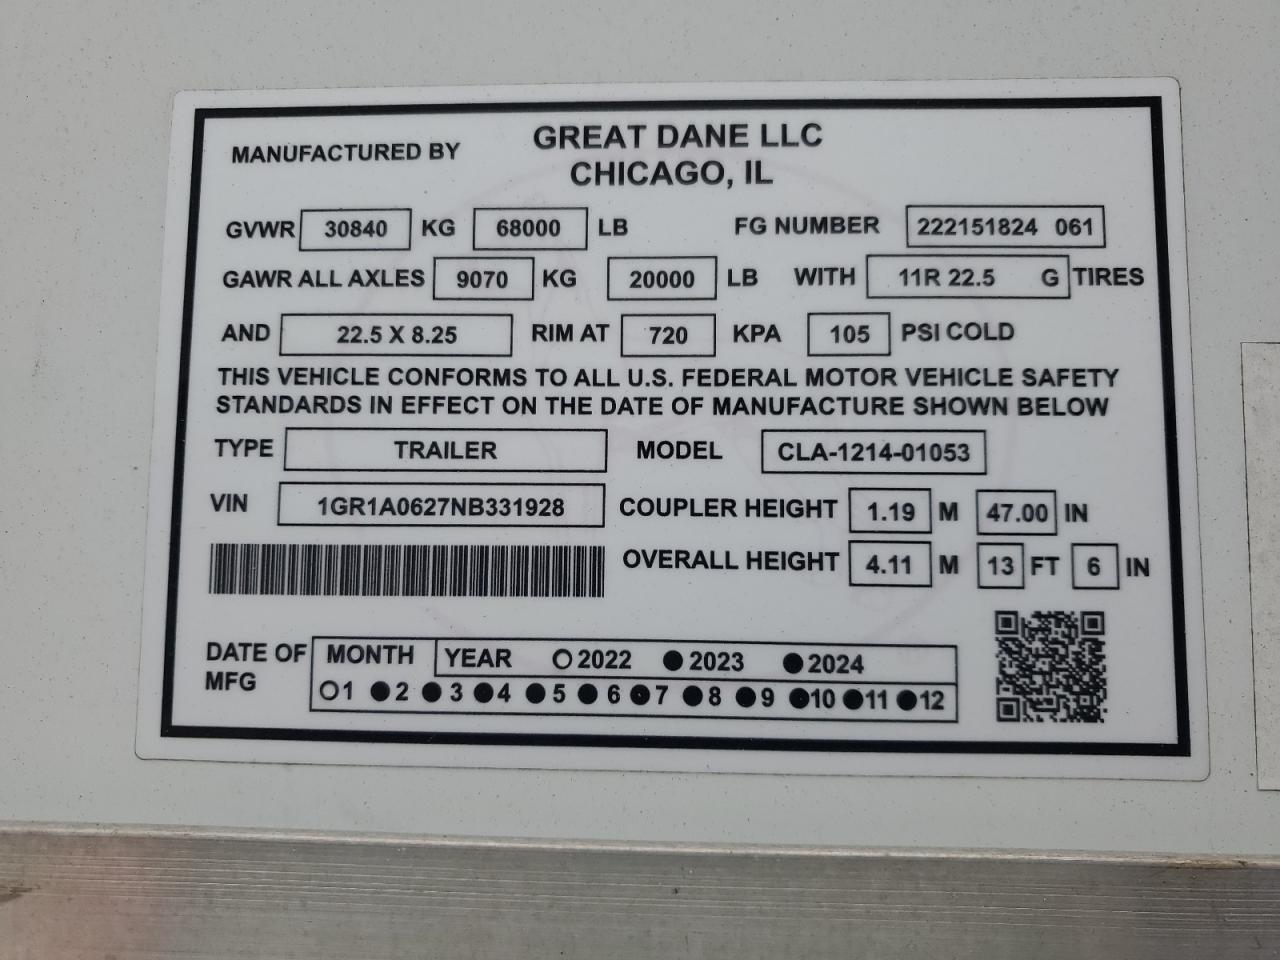 MANUFACTURED BY GREAT DANE LLC
CHICAGO, IL
GVWR 30840 KG 68000 LB FG NUMBER 222151824 061
GAWR ALL AXLES 9070 KG 20000 LB WITH 11R 22.5 G TIRES
AND 22.5 X 8.25 RIM AT 720 KPA 105 PSI COLD
THIS VEHICLE CONFORMS TO ALL U.S. FEDERAL MOTOR VEHICLE SAFETY
STANDARDS IN EFFECT ON THE DATE OF MANUFACTURE SHOWN BELOW
TYPE TRAILER MODEL CLA-1214-01053
VIN 1GR1A0627NB331928 COUPLER HEIGHT 1.19 M 47.00 IN
OVERALL HEIGHT 4.11 M 13 FT 6 IN
DATE OF MFG MONTH YEAR 2022 2023 2024
1 2 3 4 5 6 7 8 9 10 11 12